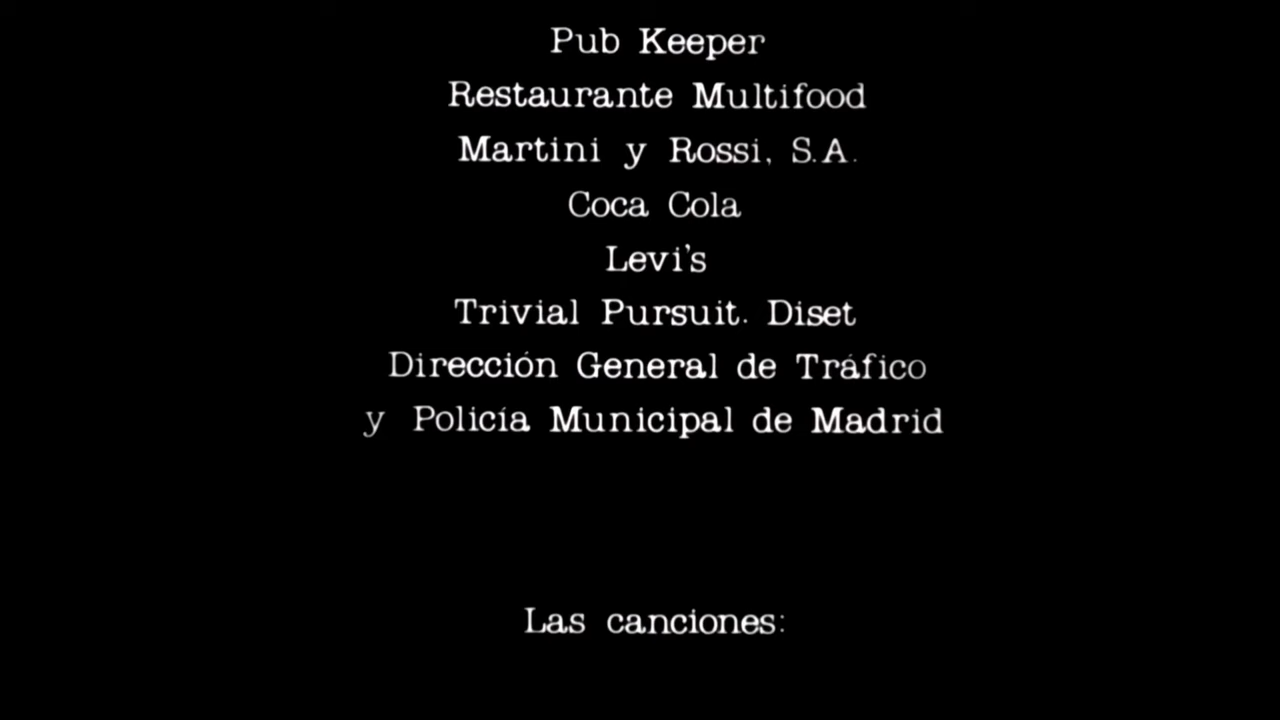 Pub Keeper
Restaurante Multifood
Martini y Rossi, S.A.
Coca Cola
Levi's
Trivial Pursuit. Diset
Dirección General de Tráfico
y Policía Municipal de Madrid
Las canciones: